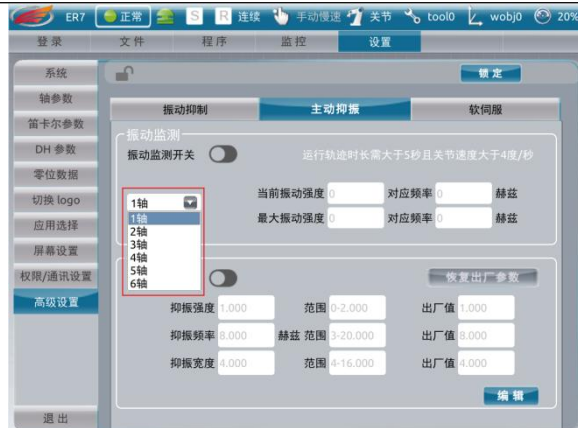 ER7 正常 S R 连续 手动慢速 关节 tool0 wobj0 20%
登录 文件 程序 监控 设置
系统
轴参数
笛卡尔参数
DH 参数
零位数据
切换 logo
应用选择
屏幕设置
权限/通讯设置
高级设置
退出
锁定
振动抑制 主动抑振 软伺服
振动监测
振动监测开关 运行轨迹时长需大于5秒且关节速度大于4度/秒
1轴
1轴
2轴
3轴
4轴
5轴
6轴
当前振动强度 0 对应频率 0 赫兹
最大振动强度 0 对应频率 0 赫兹
恢复出厂参数
抑振强度 1.000 范围 0-2.000 出厂值 1.000
抑振频率 8.000 赫兹 范围 3-20.000 出厂值 8.000
抑振宽度 4.000 范围 4-16.000 出厂值 4.000
编辑